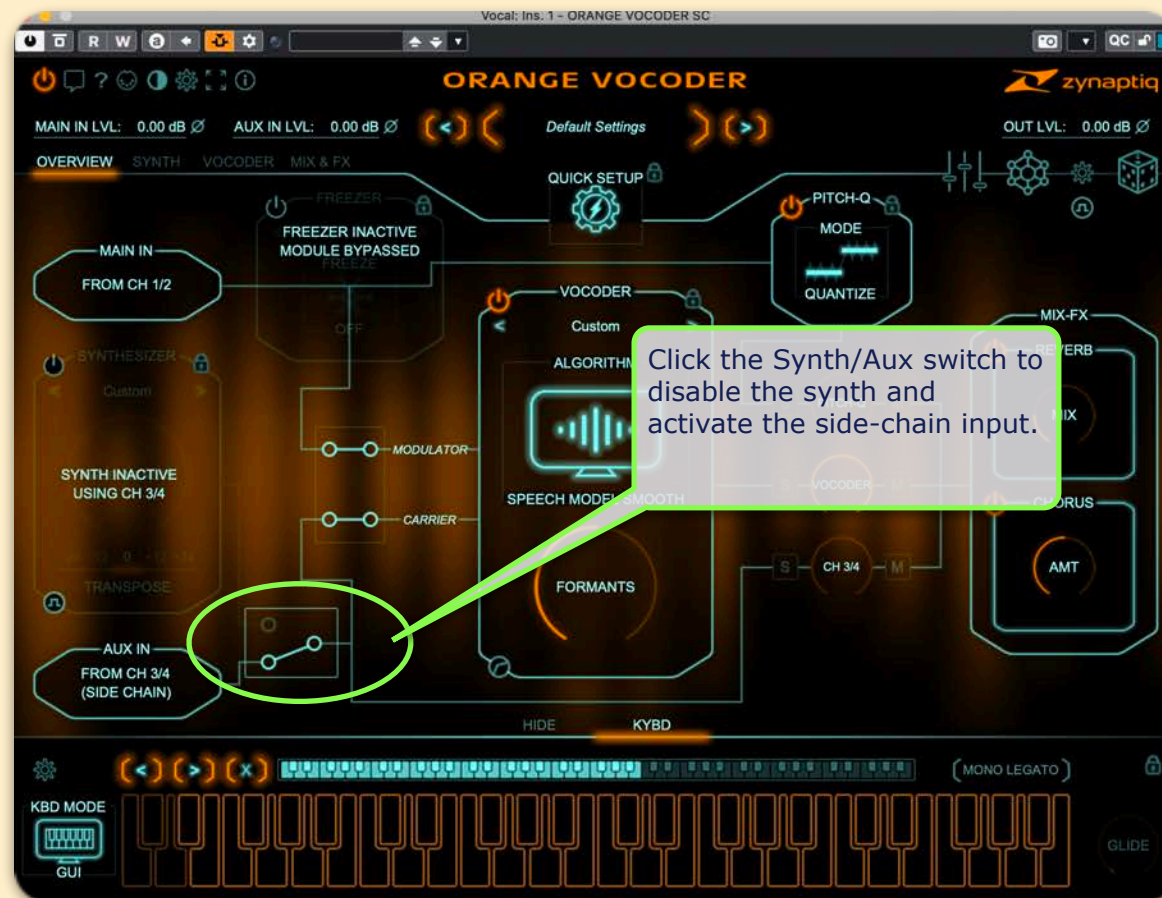 Vocal: Ins. 1 - ORANGE VOCODER SC
R W a QC
? ORANGE VOCODER zynaptiq
MAIN IN LVL: 0.00 dB Ø AUX IN LVL: 0.00 dB Ø (<) Default Settings (>) OUT LVL: 0.00 dB Ø
OVERVIEW SYNTH VOCODER MIX & FX
QUICK SETUP
FREEZER
FREEZER INACTIVE
MODULE BYPASSED
FREEZE
OFF
PITCH-Q
MODE
QUANTIZE
MAIN IN
FROM CH 1/2
VOCODER
< Custom >
ALGORITHM
SPEECH MODEL SMOOTH
FORMANTS
Click the Synth/Aux switch to
disable the synth and
activate the side-chain input.
MIX-FX
REVERB
MIX
SYNTHESIZER
< Custom >
SYNTH INACTIVE
USING CH 3/4
0
TRANSPOSE
MODULATOR
CARRIER
S VOCODER M
S CH 3/4 M
CHORUS
AMT
AUX IN
FROM CH 3/4
(SIDE CHAIN)
HIDE KYBD
(<) (>) (x) (MONO LEGATO)
KBD MODE
GUI
GLIDE